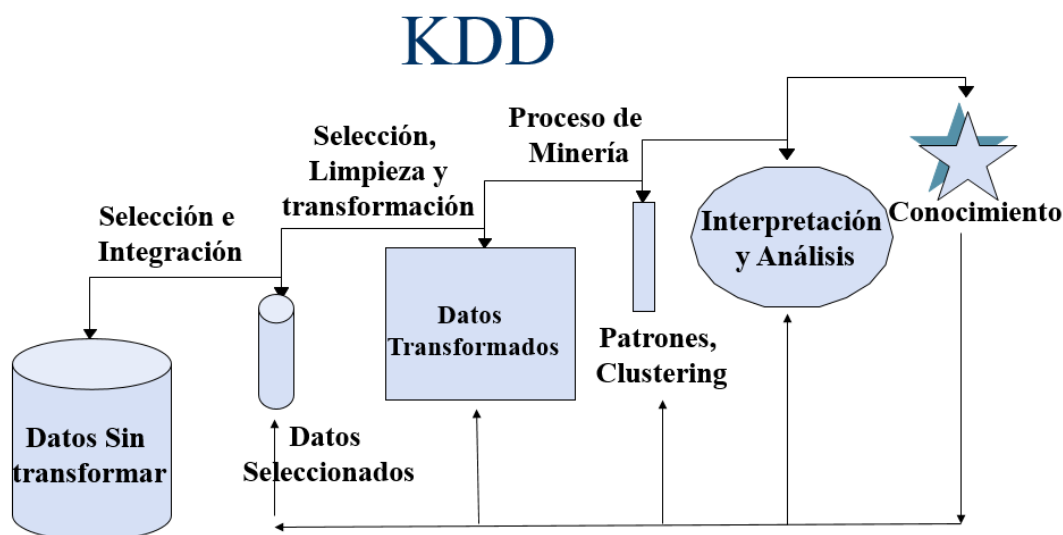 KDD
Selección e
Integración
Selección,
Limpieza y
transformación
Proceso de
Minería
Datos Sin
transformar
Datos
Seleccionados
Datos
Transformados
Patrones,
Clustering
Interpretación
y Análisis
Conocimiento